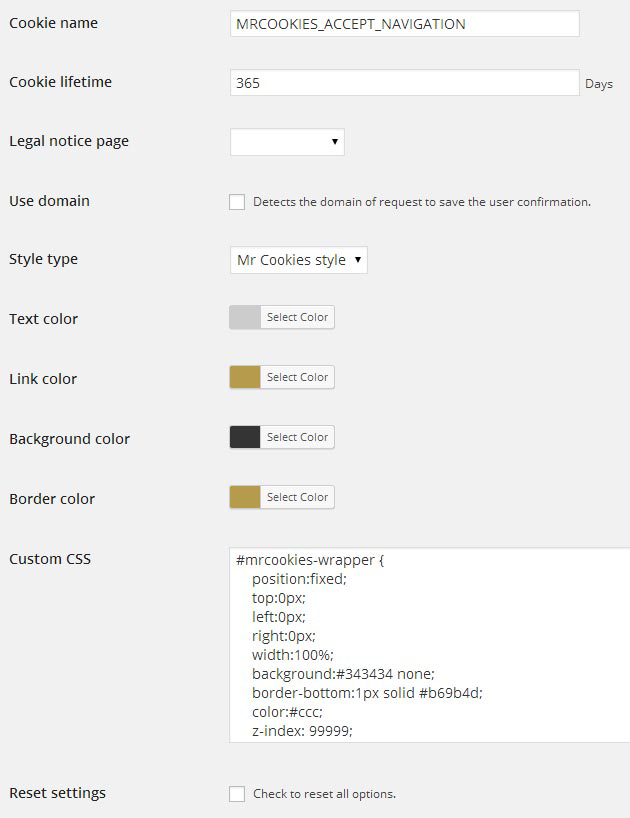 Cookie name MRCOOKIES_ACCEPT_NAVIGATION
Cookie lifetime 365 Days
Legal notice page
Use domain Detects the domain of request to save the user confirmation.
Style type Mr Cookies style
Text color Select Color
Link color Select Color
Background color Select Color
Border color Select Color
Custom CSS #mrcookies-wrapper {
position:fixed;
top:0px;
left:0px;
right:0px;
width:100%;
background:#343434 none;
border-bottom:1px solid #b69b4d;
color:#ccc;
z-index: 99999;
Reset settings Check to reset all options.